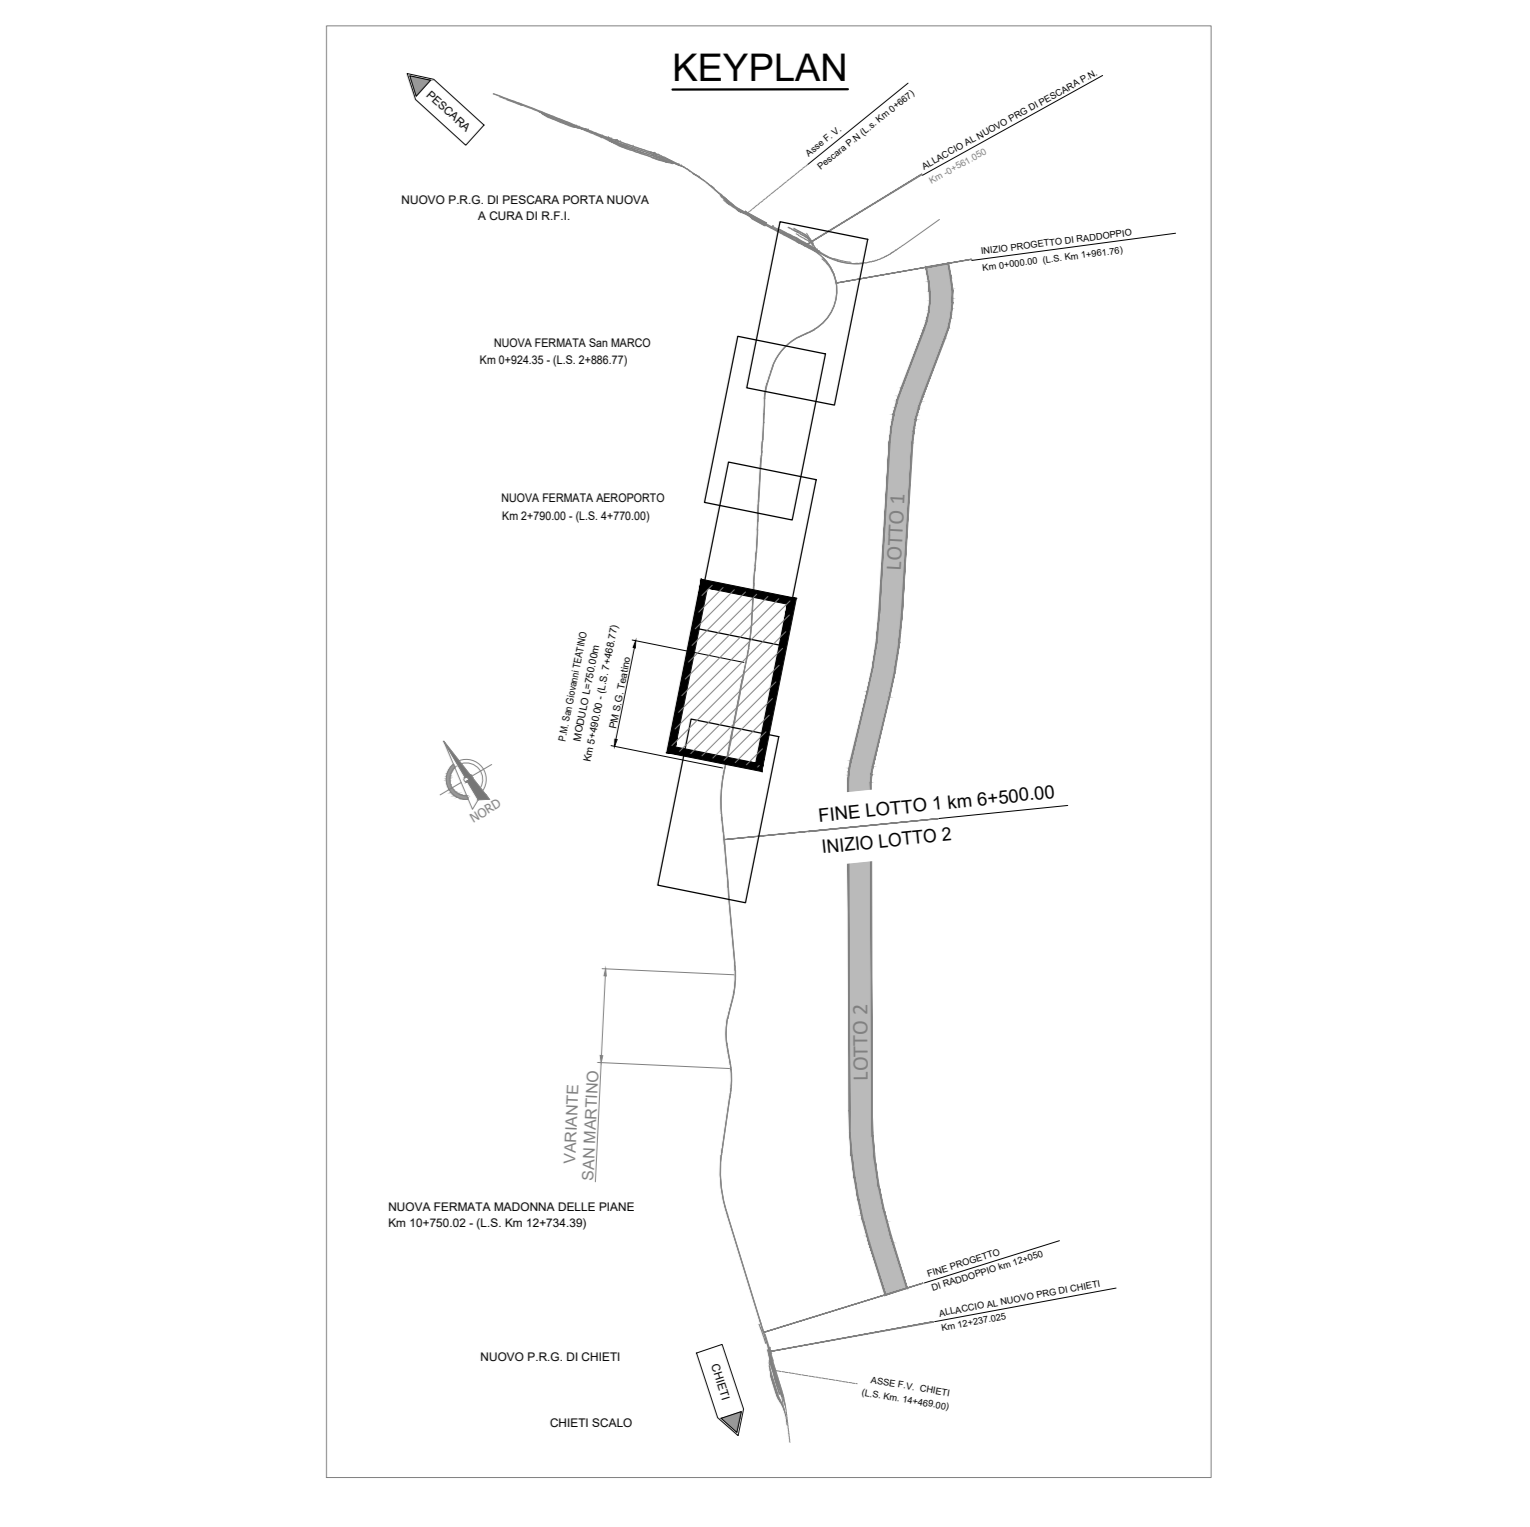 KEYPLAN
PESCARA
Asse F. V.
Pescara P.N (L.s. Km 0+667)
ALLACCIO AL NUOVO PRG DI PESCARA P.N.
Km -0+561.050
NUOVO P.R.G. DI PESCARA PORTA NUOVA
A CURA DI R.F.I.
INIZIO PROGETTO DI RADDOPPIO
Km 0+000.00 (L.S. Km 1+961.76)
NUOVA FERMATA San MARCO
Km 0+924.35 - (L.S. 2+886.77)
NUOVA FERMATA AEROPORTO
Km 2+790.00 - (L.S. 4+770.00)
LOTTO 1
P.M. San Giovanni TEATINO
MODULO L=750.00m
Km 5+490.00 - (L.S. 7+468.77)
PM S.G. Teatino
NORD
FINE LOTTO 1 km 6+500.00
INIZIO LOTTO 2
LOTTO 2
VARIANTE
SAN MARTINO
NUOVA FERMATA MADONNA DELLE PIANE
Km 10+750.02 - (L.S. Km 12+734.39)
FINE PROGETTO
DI RADDOPPIO km 12+050
ALLACCIO AL NUOVO PRG DI CHIETI
Km 12+237.025
NUOVO P.R.G. DI CHIETI
CHIETI
ASSE F.V. CHIETI
(L.S. Km. 14+469.00)
CHIETI SCALO